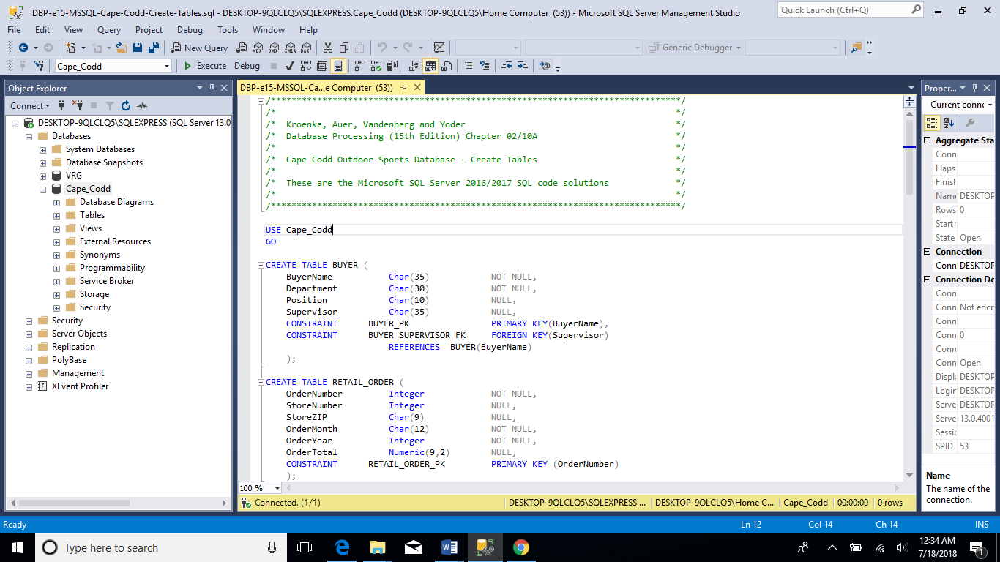 DBP-e15-MSSQL-Cape-Codd-Create-Tables.sql - DESKTOP-9QLCLQ5\SQLEXPRESS.Cape_Codd (DESKTOP-9QLCLQ5\Home Computer (53)) - Microsoft SQL Server Management Studio
Quick Launch (Ctrl+Q)
File Edit View Query Project Debug Tools Window Help
New Query MDX DMX XMLA DAX Generic Debugger
Cape_Codd Execute Debug
Object Explorer
Connect
DESKTOP-9QLCLQ5\SQLEXPRESS (SQL Server 13.0
Databases
System Databases
Database Snapshots
VRG
Cape_Codd
Database Diagrams
Tables
Views
External Resources
Synonyms
Programmability
Service Broker
Storage
Security
Security
Server Objects
Replication
PolyBase
Management
XEvent Profiler
DBP-e15-MSSQL-Ca...e Computer (53))
/********************************************************************************/
/* */
/* Kroenke, Auer, Vandenberg and Yoder */
/* Database Processing (15th Edition) Chapter 02/10A */
/* */
/* Cape Codd Outdoor Sports Database - Create Tables */
/* */
/* These are the Microsoft SQL Server 2016/2017 SQL code solutions */
/* */
/********************************************************************************/
USE Cape_Codd
GO
CREATE TABLE BUYER (
BuyerName Char(35) NOT NULL,
Department Char(30) NOT NULL,
Position Char(10) NULL,
Supervisor Char(35) NULL,
CONSTRAINT BUYER_PK PRIMARY KEY(BuyerName),
CONSTRAINT BUYER_SUPERVISOR_FK FOREIGN KEY(Supervisor)
REFERENCES BUYER(BuyerName)
);
CREATE TABLE RETAIL_ORDER (
OrderNumber Integer NOT NULL,
StoreNumber Integer NULL,
StoreZIP Char(9) NULL,
OrderMonth Char(12) NOT NULL,
OrderYear Integer NOT NULL,
OrderTotal Numeric(9,2) NULL,
CONSTRAINT RETAIL_ORDER_PK PRIMARY KEY (OrderNumber)
);
100 %
Connected. (1/1) DESKTOP-9QLCLQ5\SQLEXPRESS ... DESKTOP-9QLCLQ5\Home C... Cape_Codd 00:00:00 0 rows
Proper...
Current conne
Aggregate Sta
Conn
Elaps
Finish
Name DESKTOP
Rows 0
Start
State Open
Connection
Conn DESKTOP
Connection De
Conn
Conn Not encr
Conn
Conn 0
Conn
Conn Open
Displ DESKTOP
Login DESKTOP
Serve DESKTOP
Serve 13.0.4001
Sessic
SPID 53
Name
The name of the
connection.
Ready Ln 12 Col 14 Ch 14 INS
Type here to search
12:34 AM
7/18/2018
1